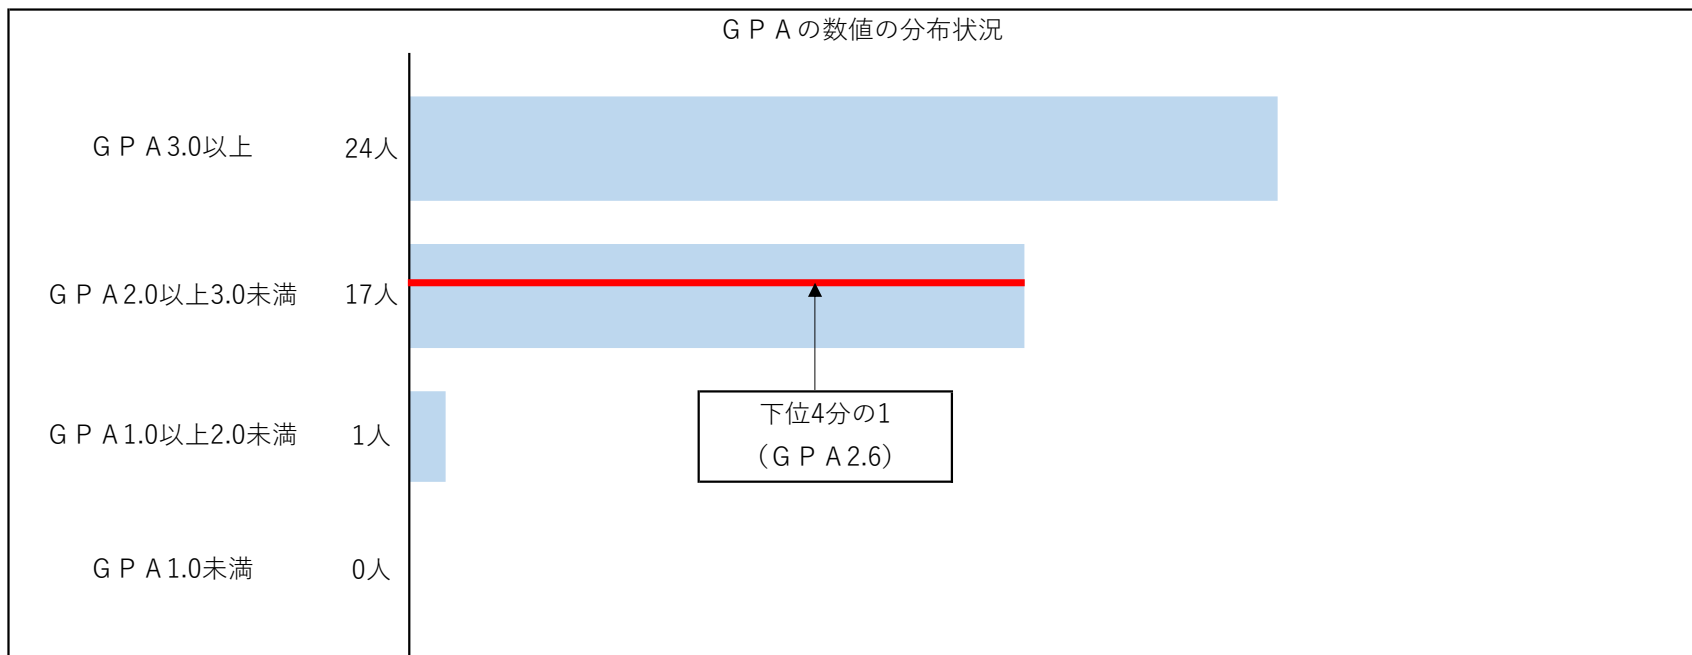 ＧＰＡの数値の分布状況
ＧＰＡ3.0以上 24人
ＧＰＡ2.0以上3.0未満 17人
下位4分の1
（ＧＰＡ2.6）
ＧＰＡ1.0以上2.0未満 1人
ＧＰＡ1.0未満 0人